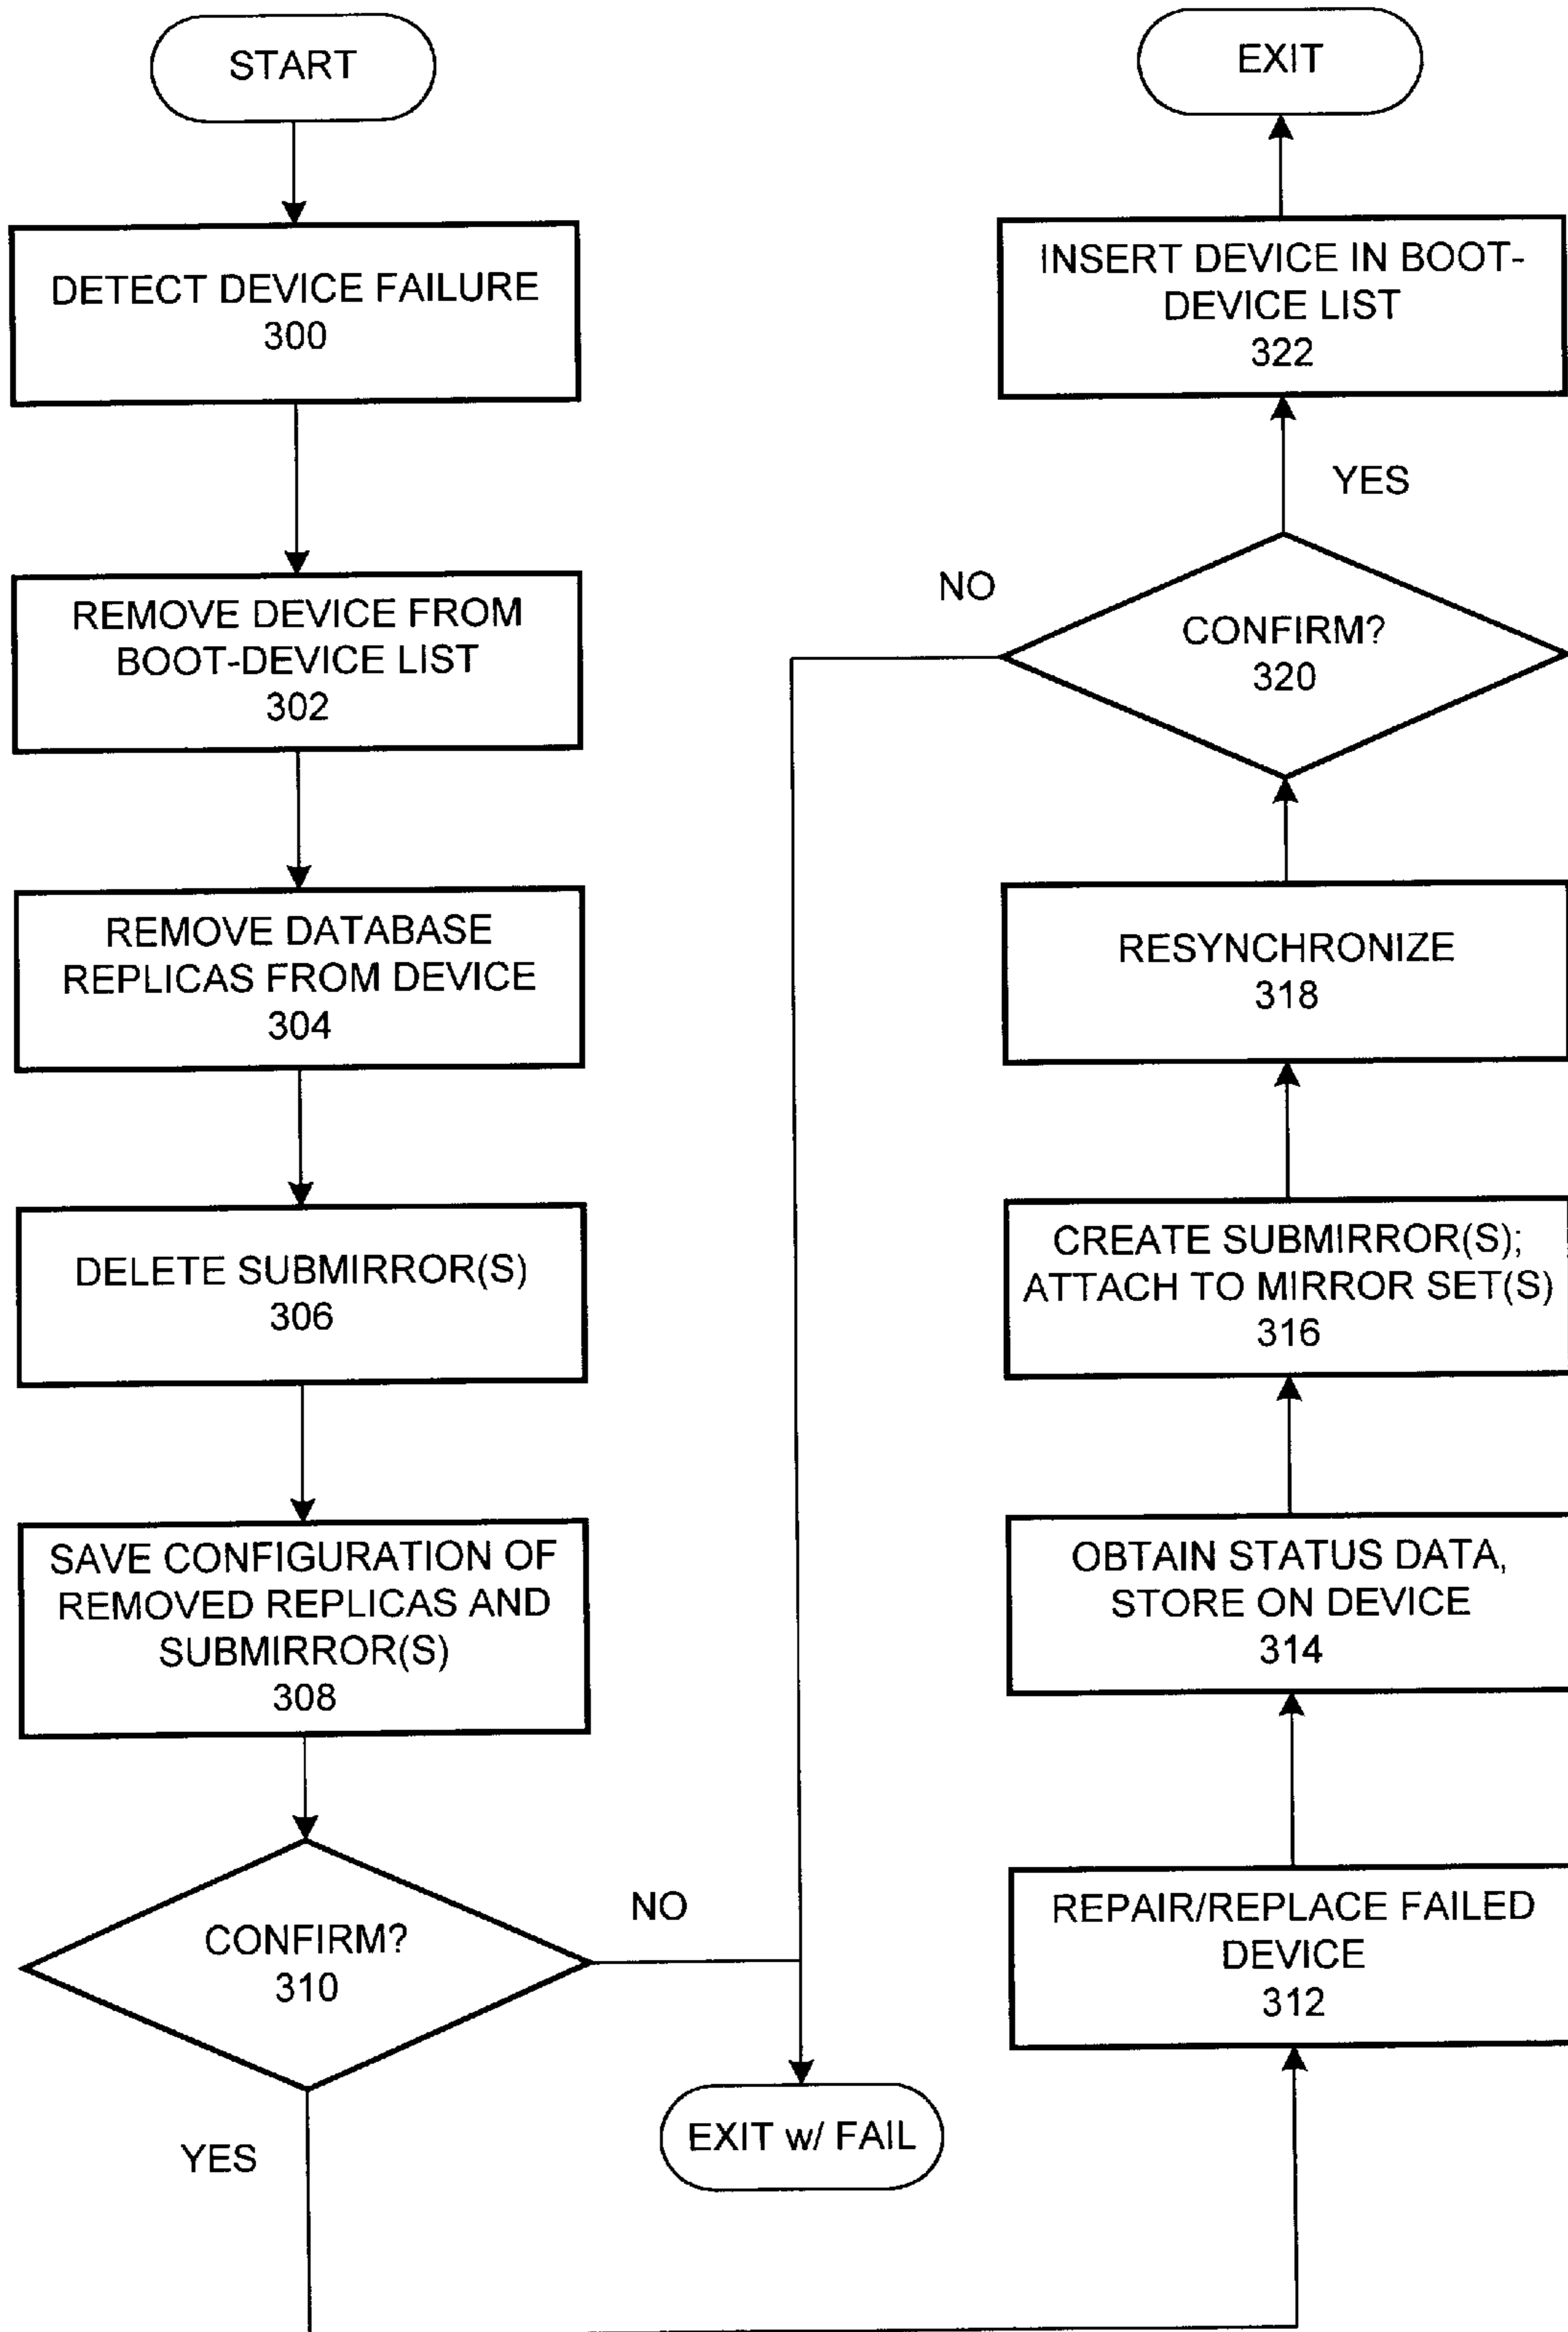 START
DETECT DEVICE FAILURE
300
REMOVE DEVICE FROM
BOOT-DEVICE LIST
302
REMOVE DATABASE
REPLICAS FROM DEVICE
304
DELETE SUBMIRROR(S)
306
SAVE CONFIGURATION OF
REMOVED REPLICAS AND
SUBMIRROR(S)
308
CONFIRM?
310
NO
YES
EXIT w/ FAIL
REPAIR/REPLACE FAILED
DEVICE
312
OBTAIN STATUS DATA,
STORE ON DEVICE
314
CREATE SUBMIRROR(S);
ATTACH TO MIRROR SET(S)
316
RESYNCHRONIZE
318
CONFIRM?
320
NO
YES
INSERT DEVICE IN BOOT-
DEVICE LIST
322
EXIT